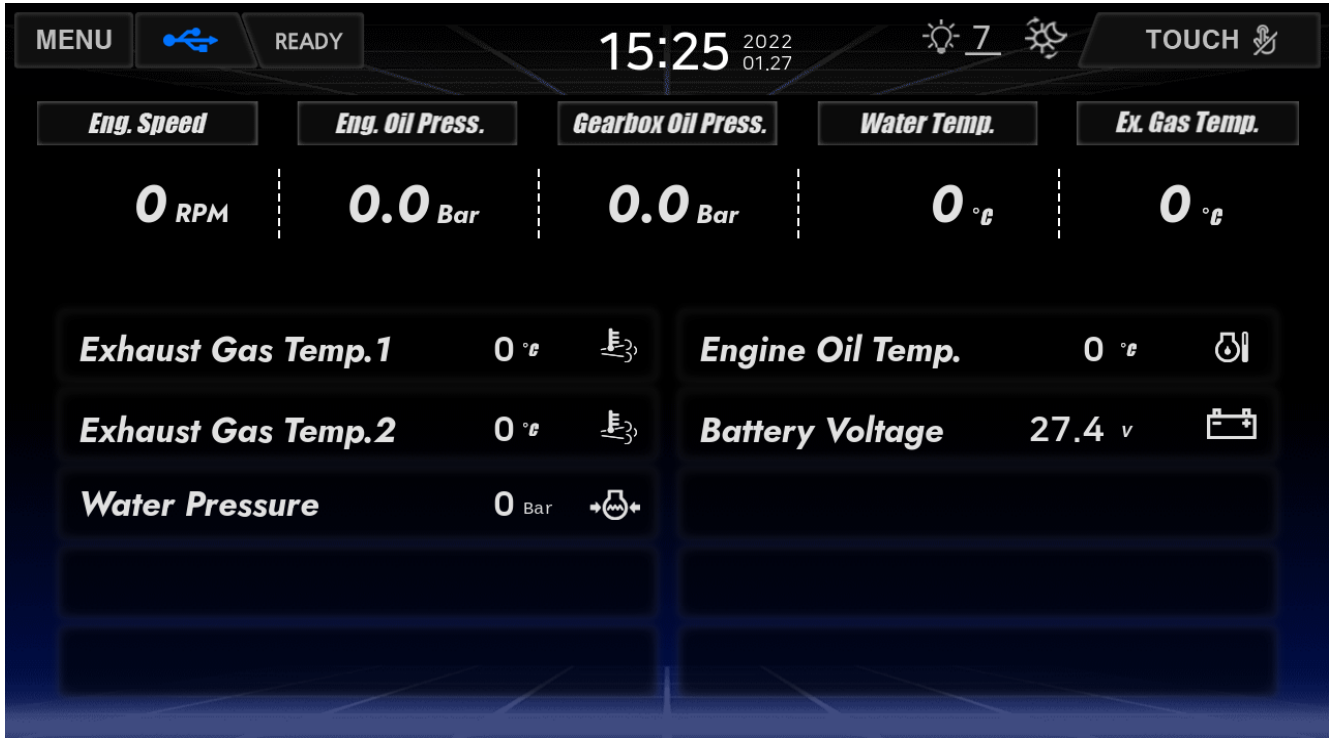 MENU READY 15:25 2022 7 TOUCH
01.27
Eng. Speed Eng. Oil Press. Gearbox Oil Press. Water Temp. Ex. Gas Temp.
0 RPM 0.0 Bar 0.0 Bar 0 °C 0 °C
Exhaust Gas Temp.1 0 °C Engine Oil Temp. 0 °C
Exhaust Gas Temp.2 0 °C Battery Voltage 27.4 V
Water Pressure 0 Bar